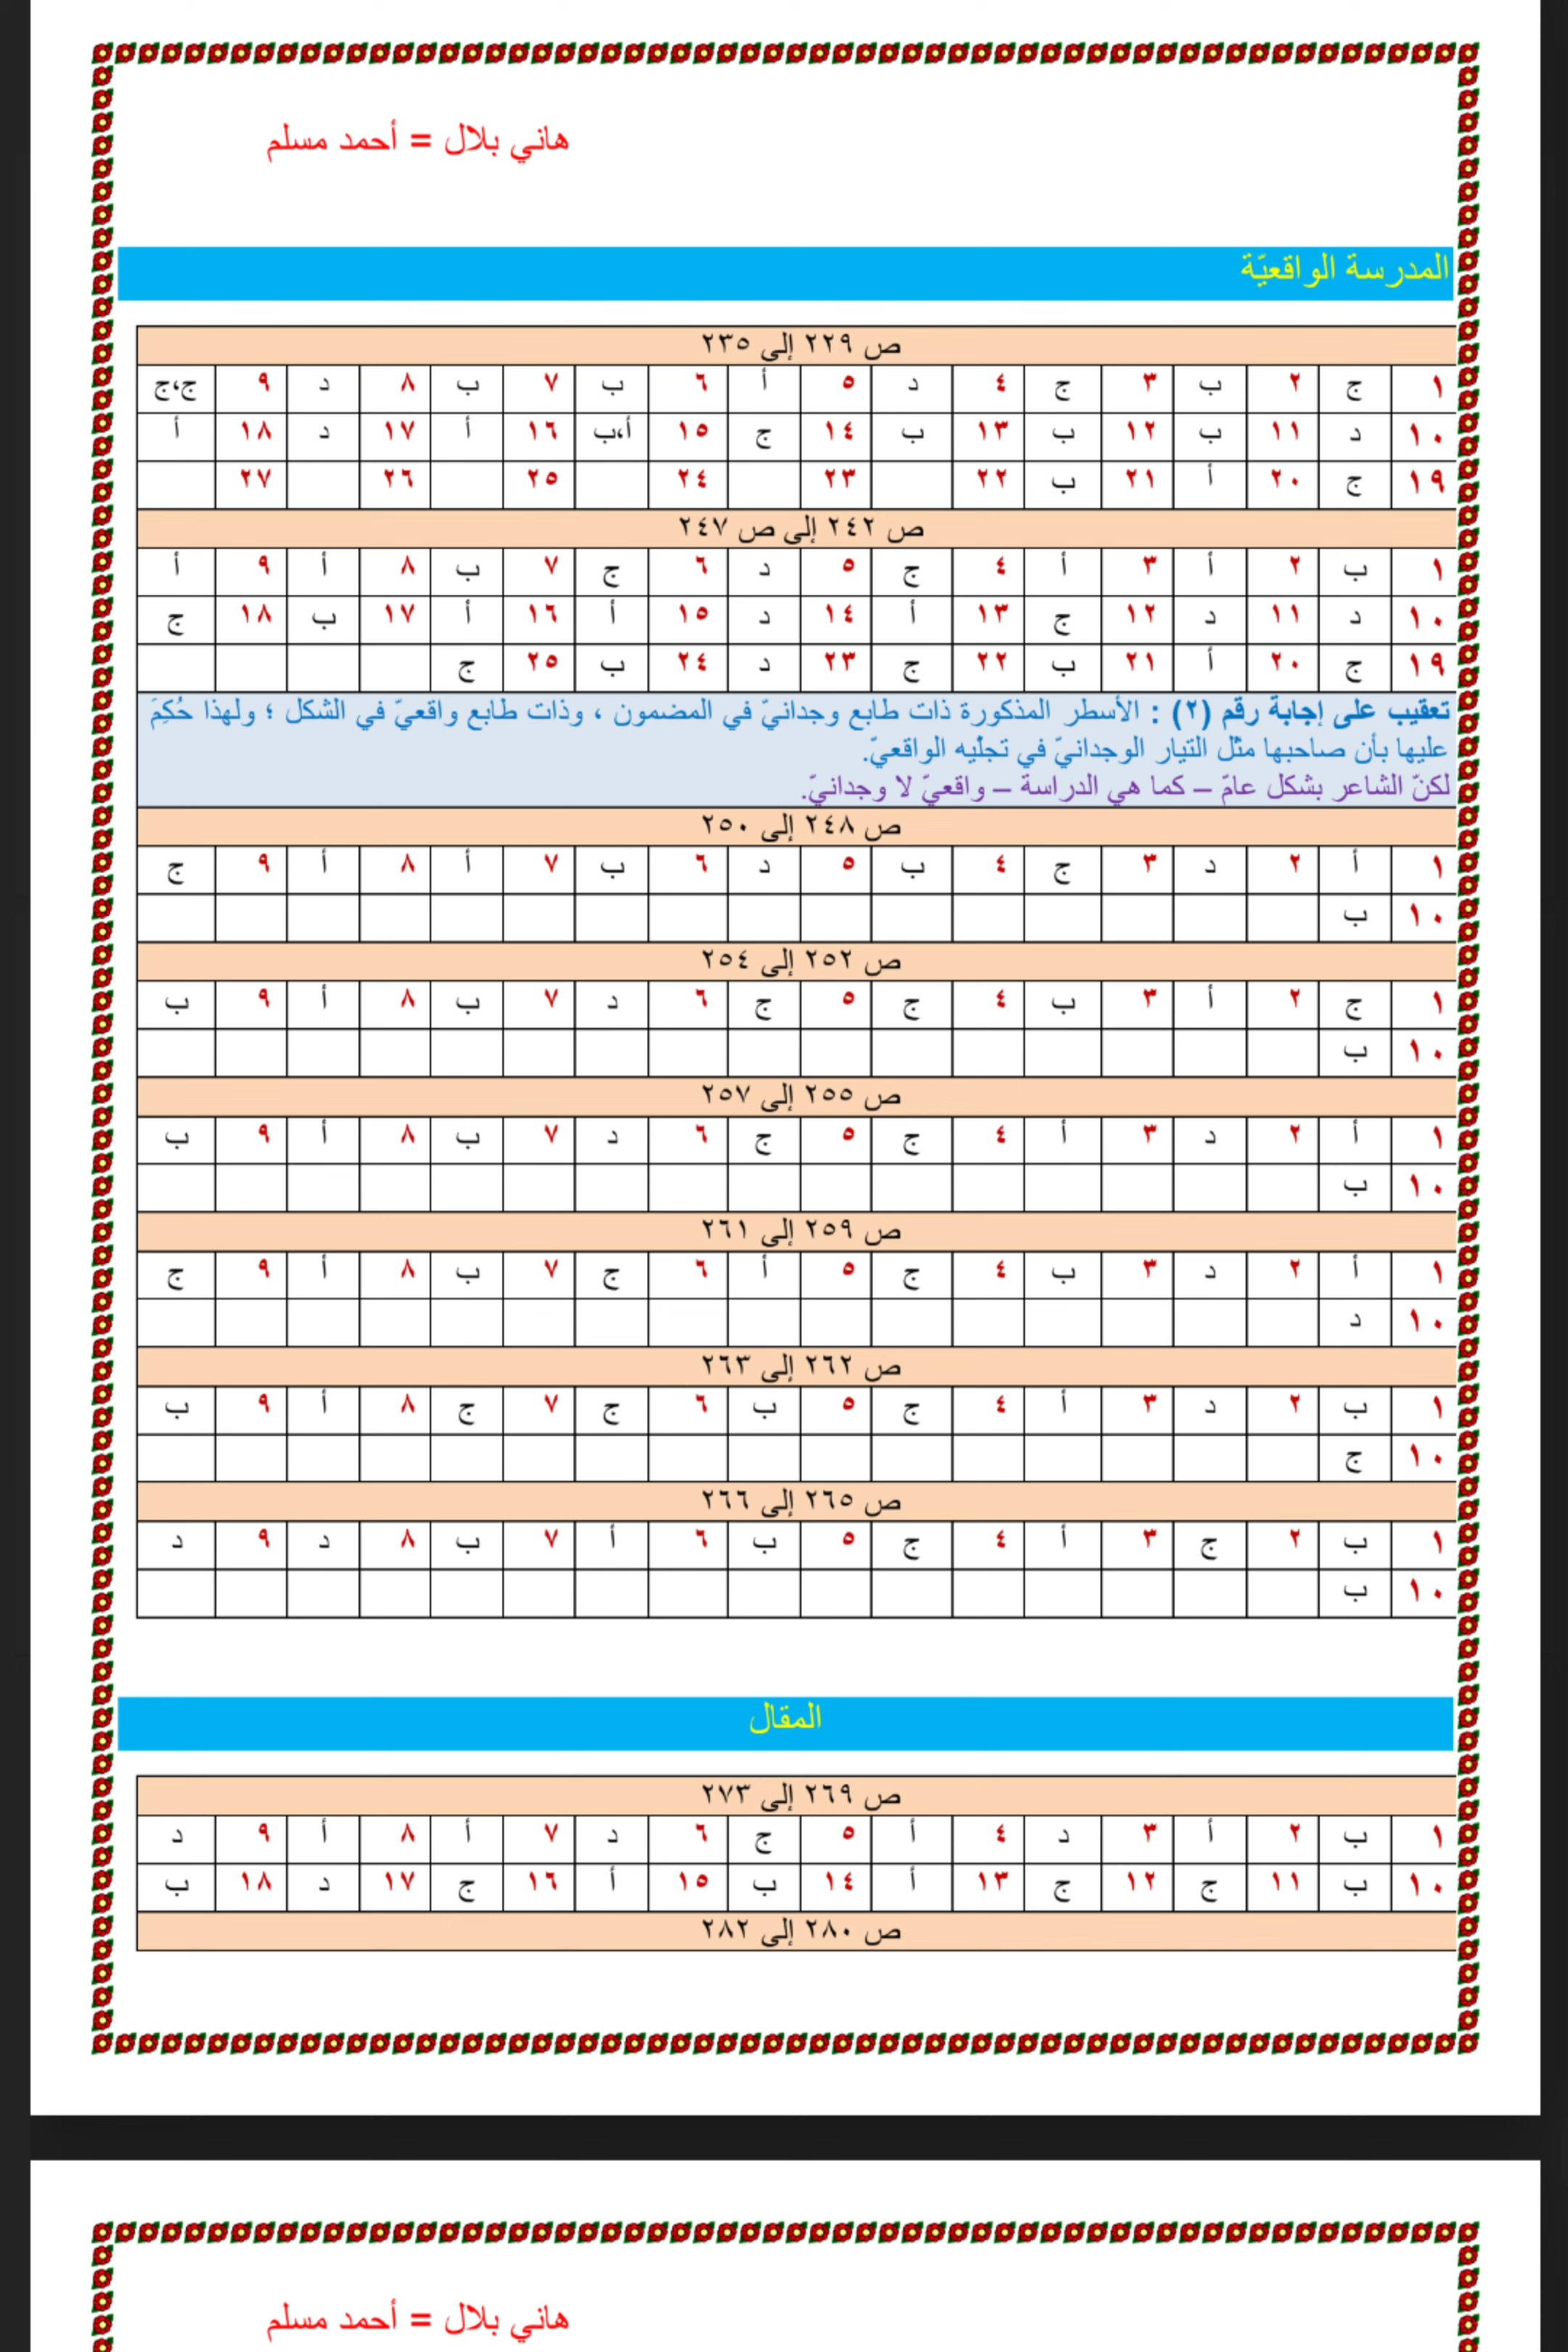 هاني بلال = أحمد مسلم
المدرسة الواقعيّة
ص ٢٢٩ إلى ٢٣٥
١ ج ٢ ب ٣ ج ٤ د ٥ أ ٦ ب ٧ ب ٨ د ٩ ج،ج
١٠ د ١١ ب ١٢ ب ١٣ ب ١٤ ج ١٥ أ،ب ١٦ أ ١٧ د ١٨ أ
١٩ ج ٢٠ أ ٢١ ب ٢٢ ٢٣ ٢٤ ٢٥ ٢٦ ٢٧
ص ٢٤٢ إلى ص ٢٤٧
١ ب ٢ أ ٣ أ ٤ ج ٥ د ٦ ج ٧ ب ٨ أ ٩ أ
١٠ د ١١ د ١٢ ج ١٣ أ ١٤ د ١٥ أ ١٦ أ ١٧ ب ١٨ ج
١٩ ج ٢٠ أ ٢١ ب ٢٢ ج ٢٣ د ٢٤ ب ٢٥ ج
تعقيب على إجابة رقم (٢) : الأسطر المذكورة ذات طابع وجدانيّ في المضمون ، وذات طابع واقعيّ في الشكل ؛ ولهذا حُكِمَ
عليها بأن صاحبها مثّل التيار الوجدانيّ في تجلّيه الواقعيّ.
لكنّ الشاعر بشكل عامّ – كما هي الدراسة – واقعيّ لا وجدانيّ.
ص ٢٤٨ إلى ٢٥٠
١ أ ٢ د ٣ ج ٤ ب ٥ د ٦ ب ٧ أ ٨ أ ٩ ج
١٠ ب
ص ٢٥٢ إلى ٢٥٤
١ ج ٢ أ ٣ ب ٤ ج ٥ ج ٦ د ٧ ب ٨ أ ٩ ب
١٠ ب
ص ٢٥٥ إلى ٢٥٧
١ أ ٢ د ٣ أ ٤ ج ٥ ج ٦ د ٧ ب ٨ أ ٩ ب
١٠ ب
ص ٢٥٩ إلى ٢٦١
١ أ ٢ د ٣ ب ٤ ج ٥ أ ٦ ج ٧ ب ٨ أ ٩ ج
١٠ د
ص ٢٦٢ إلى ٢٦٣
١ ب ٢ د ٣ أ ٤ ج ٥ ب ٦ ج ٧ ج ٨ أ ٩ ب
١٠ ج
ص ٢٦٥ إلى ٢٦٦
١ ب ٢ ج ٣ أ ٤ ج ٥ ب ٦ أ ٧ ب ٨ د ٩ د
١٠ ب
المقال
ص ٢٦٩ إلى ٢٧٣
١ ب ٢ أ ٣ د ٤ أ ٥ ج ٦ د ٧ أ ٨ أ ٩ د
١٠ ب ١١ ج ١٢ ج ١٣ أ ١٤ ب ١٥ أ ١٦ ج ١٧ د ١٨ ب
ص ٢٨٠ إلى ٢٨٢
هاني بلال = أحمد مسلم